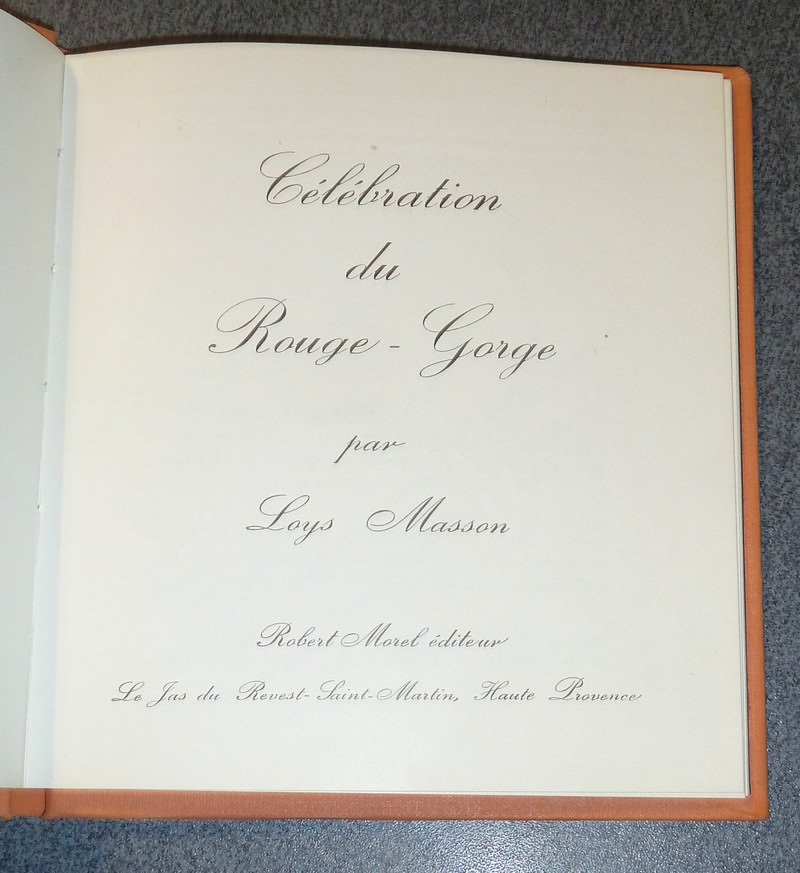 Célébration
du
Rouge-Gorge
par
Loys Masson
Robert Morel éditeur
Le Jas du Revest-Saint-Martin, Haute Provence